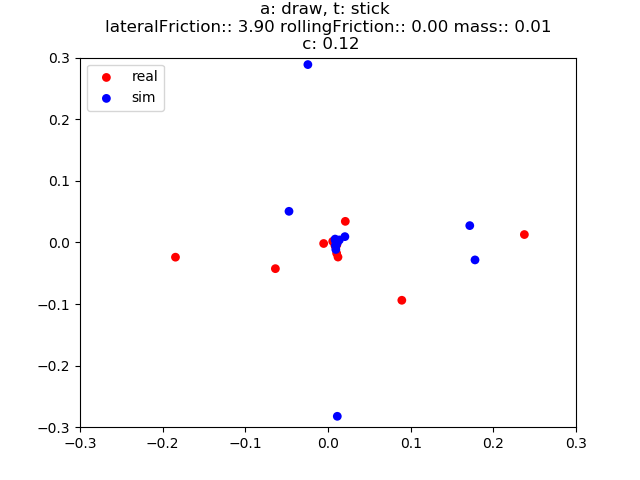 a: draw, t: stick
lateralFriction:: 3.90 rollingFriction:: 0.00 mass:: 0.01
c: 0.12
real
sim
0.3
0.2
0.1
0.0
−0.1
−0.2
−0.3
−0.3
−0.2
−0.1
0.0
0.1
0.2
0.3